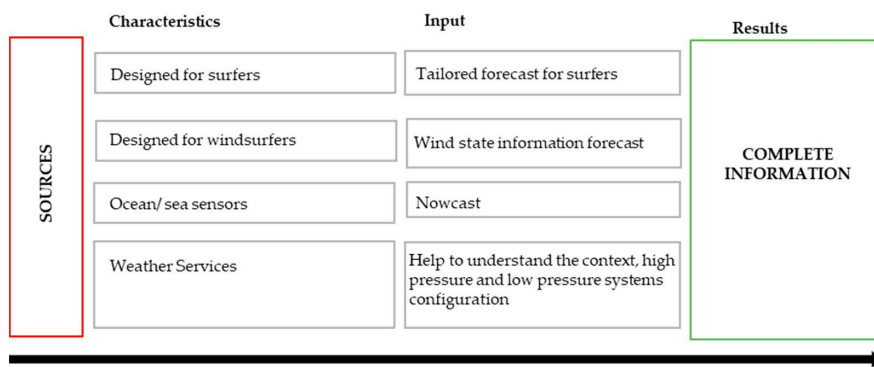 Characteristics
Input
Results
SOURCES
Designed for surfers
Tailored forecast for surfers
Designed for windsurfers
Wind state information forecast
Ocean/ sea sensors
Nowcast
Weather Services
Help to understand the context, high
pressure and low pressure systems
configuration
COMPLETE
INFORMATION